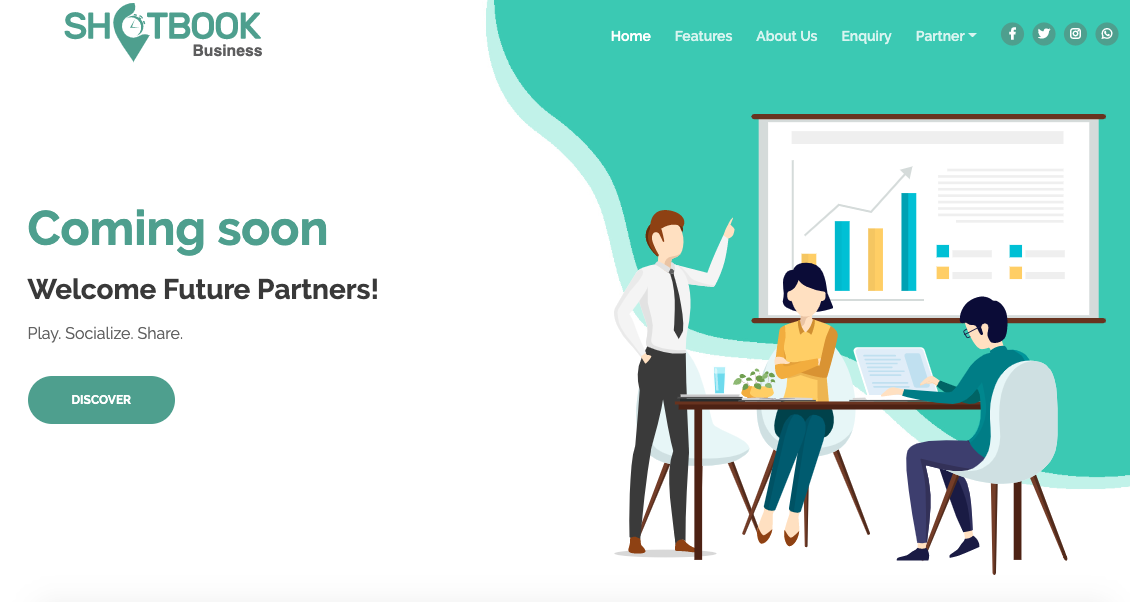 SHOTBOOK
Business
Home Features About Us Enquiry Partner
Coming soon
Welcome Future Partners!
Play. Socialize. Share.
DISCOVER